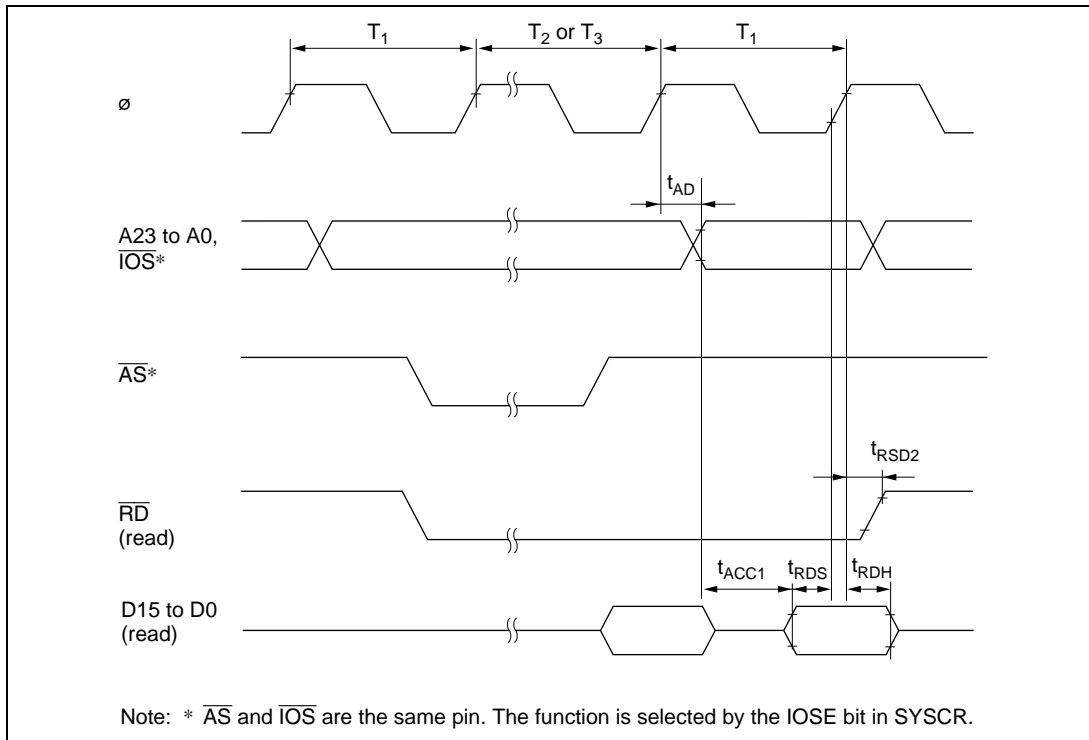 T1 T2 or T3 T1
ø
tAD
A23 to A0,
IOS*
AS*
tRSD2
RD
(read)
tACC1 tRDS tRDH
D15 to D0
(read)
Note: * AS and IOS are the same pin. The function is selected by the IOSE bit in SYSCR.